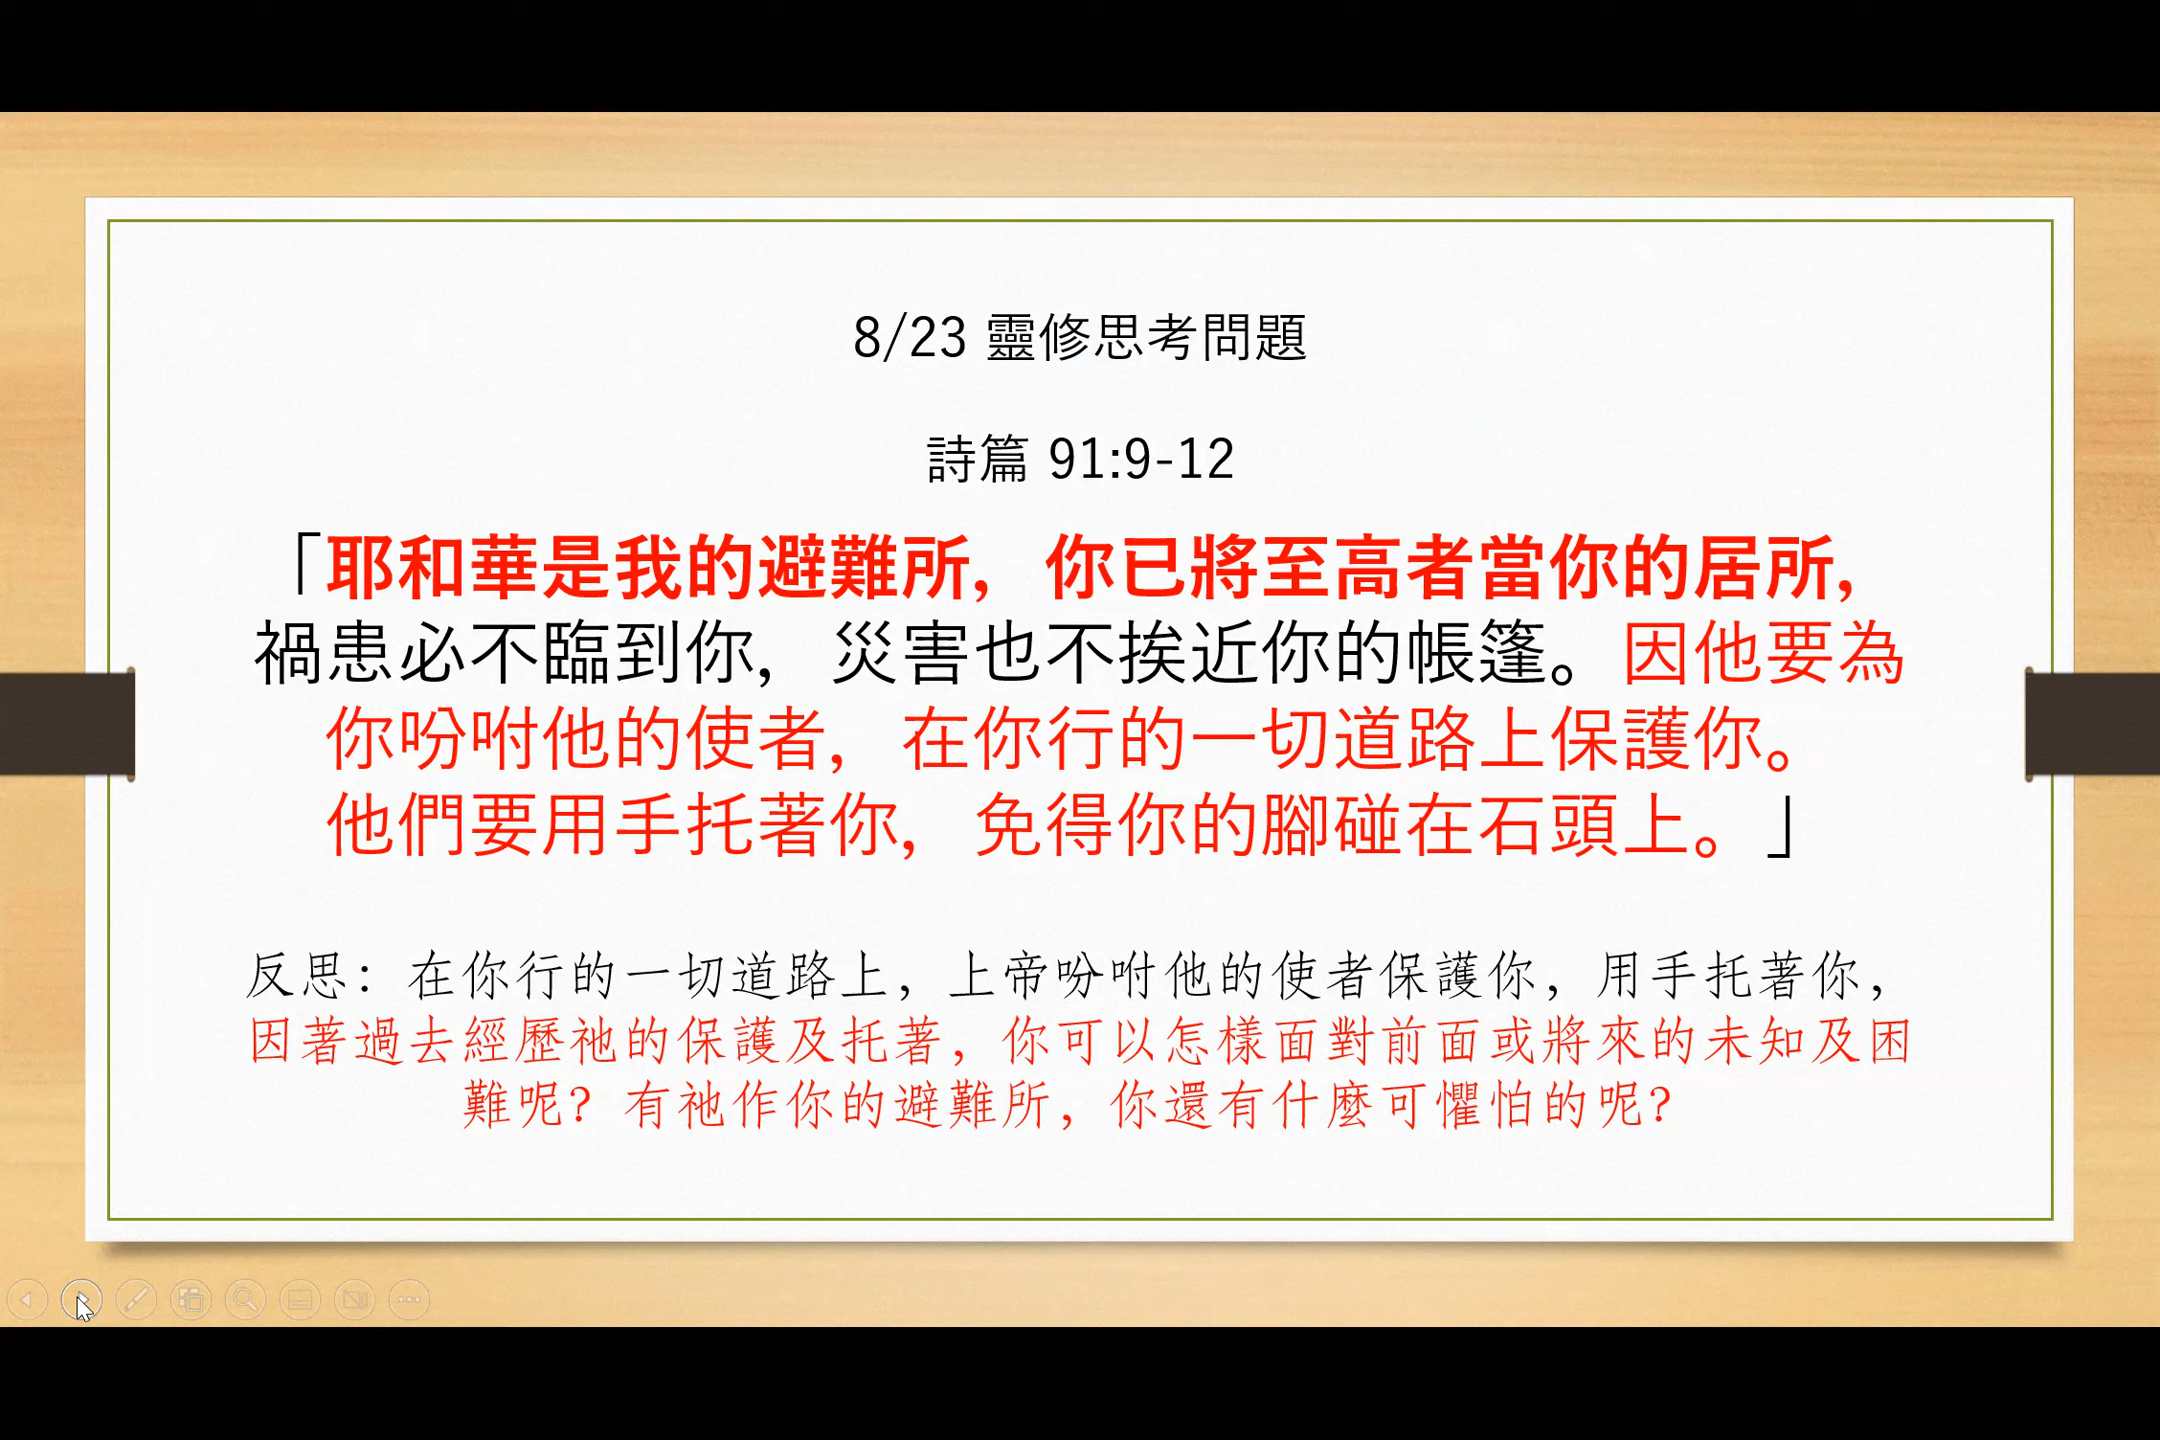 8/23 靈修思考問題
詩篇 91:9-12
「耶和華是我的避難所，你已將至高者當你的居所，
禍患必不臨到你，災害也不挨近你的帳篷。因他要為
你吩咐他的使者，在你行的一切道路上保護你。
他們要用手托著你，免得你的腳碰在石頭上。」
反思：在你行的一切道路上，上帝吩咐他的使者保護你，用手托著你，
因著過去經歷祂的保護及托著，你可以怎樣面對前面或將來的未知及困
難呢？有祂作你的避難所，你還有什麼可懼怕的呢？